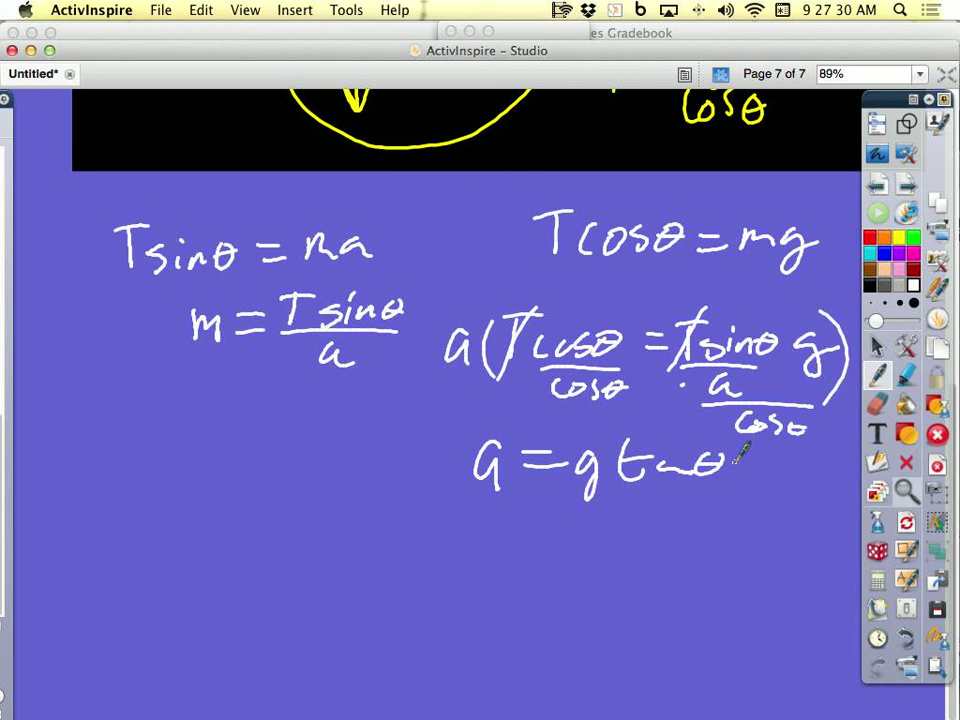 ActivInspire File Edit View Insert Tools Help 9 27 30 AM
es Gradebook
ActivInspire – Studio
Untitled* Page 7 of 7 89%
cosθ
Tsinθ = ma
Tcosθ = mg
m = Tsinθ / a
a(Tcosθ / cosθ = Tsinθ g / a / cosθ)
a = g tanθ